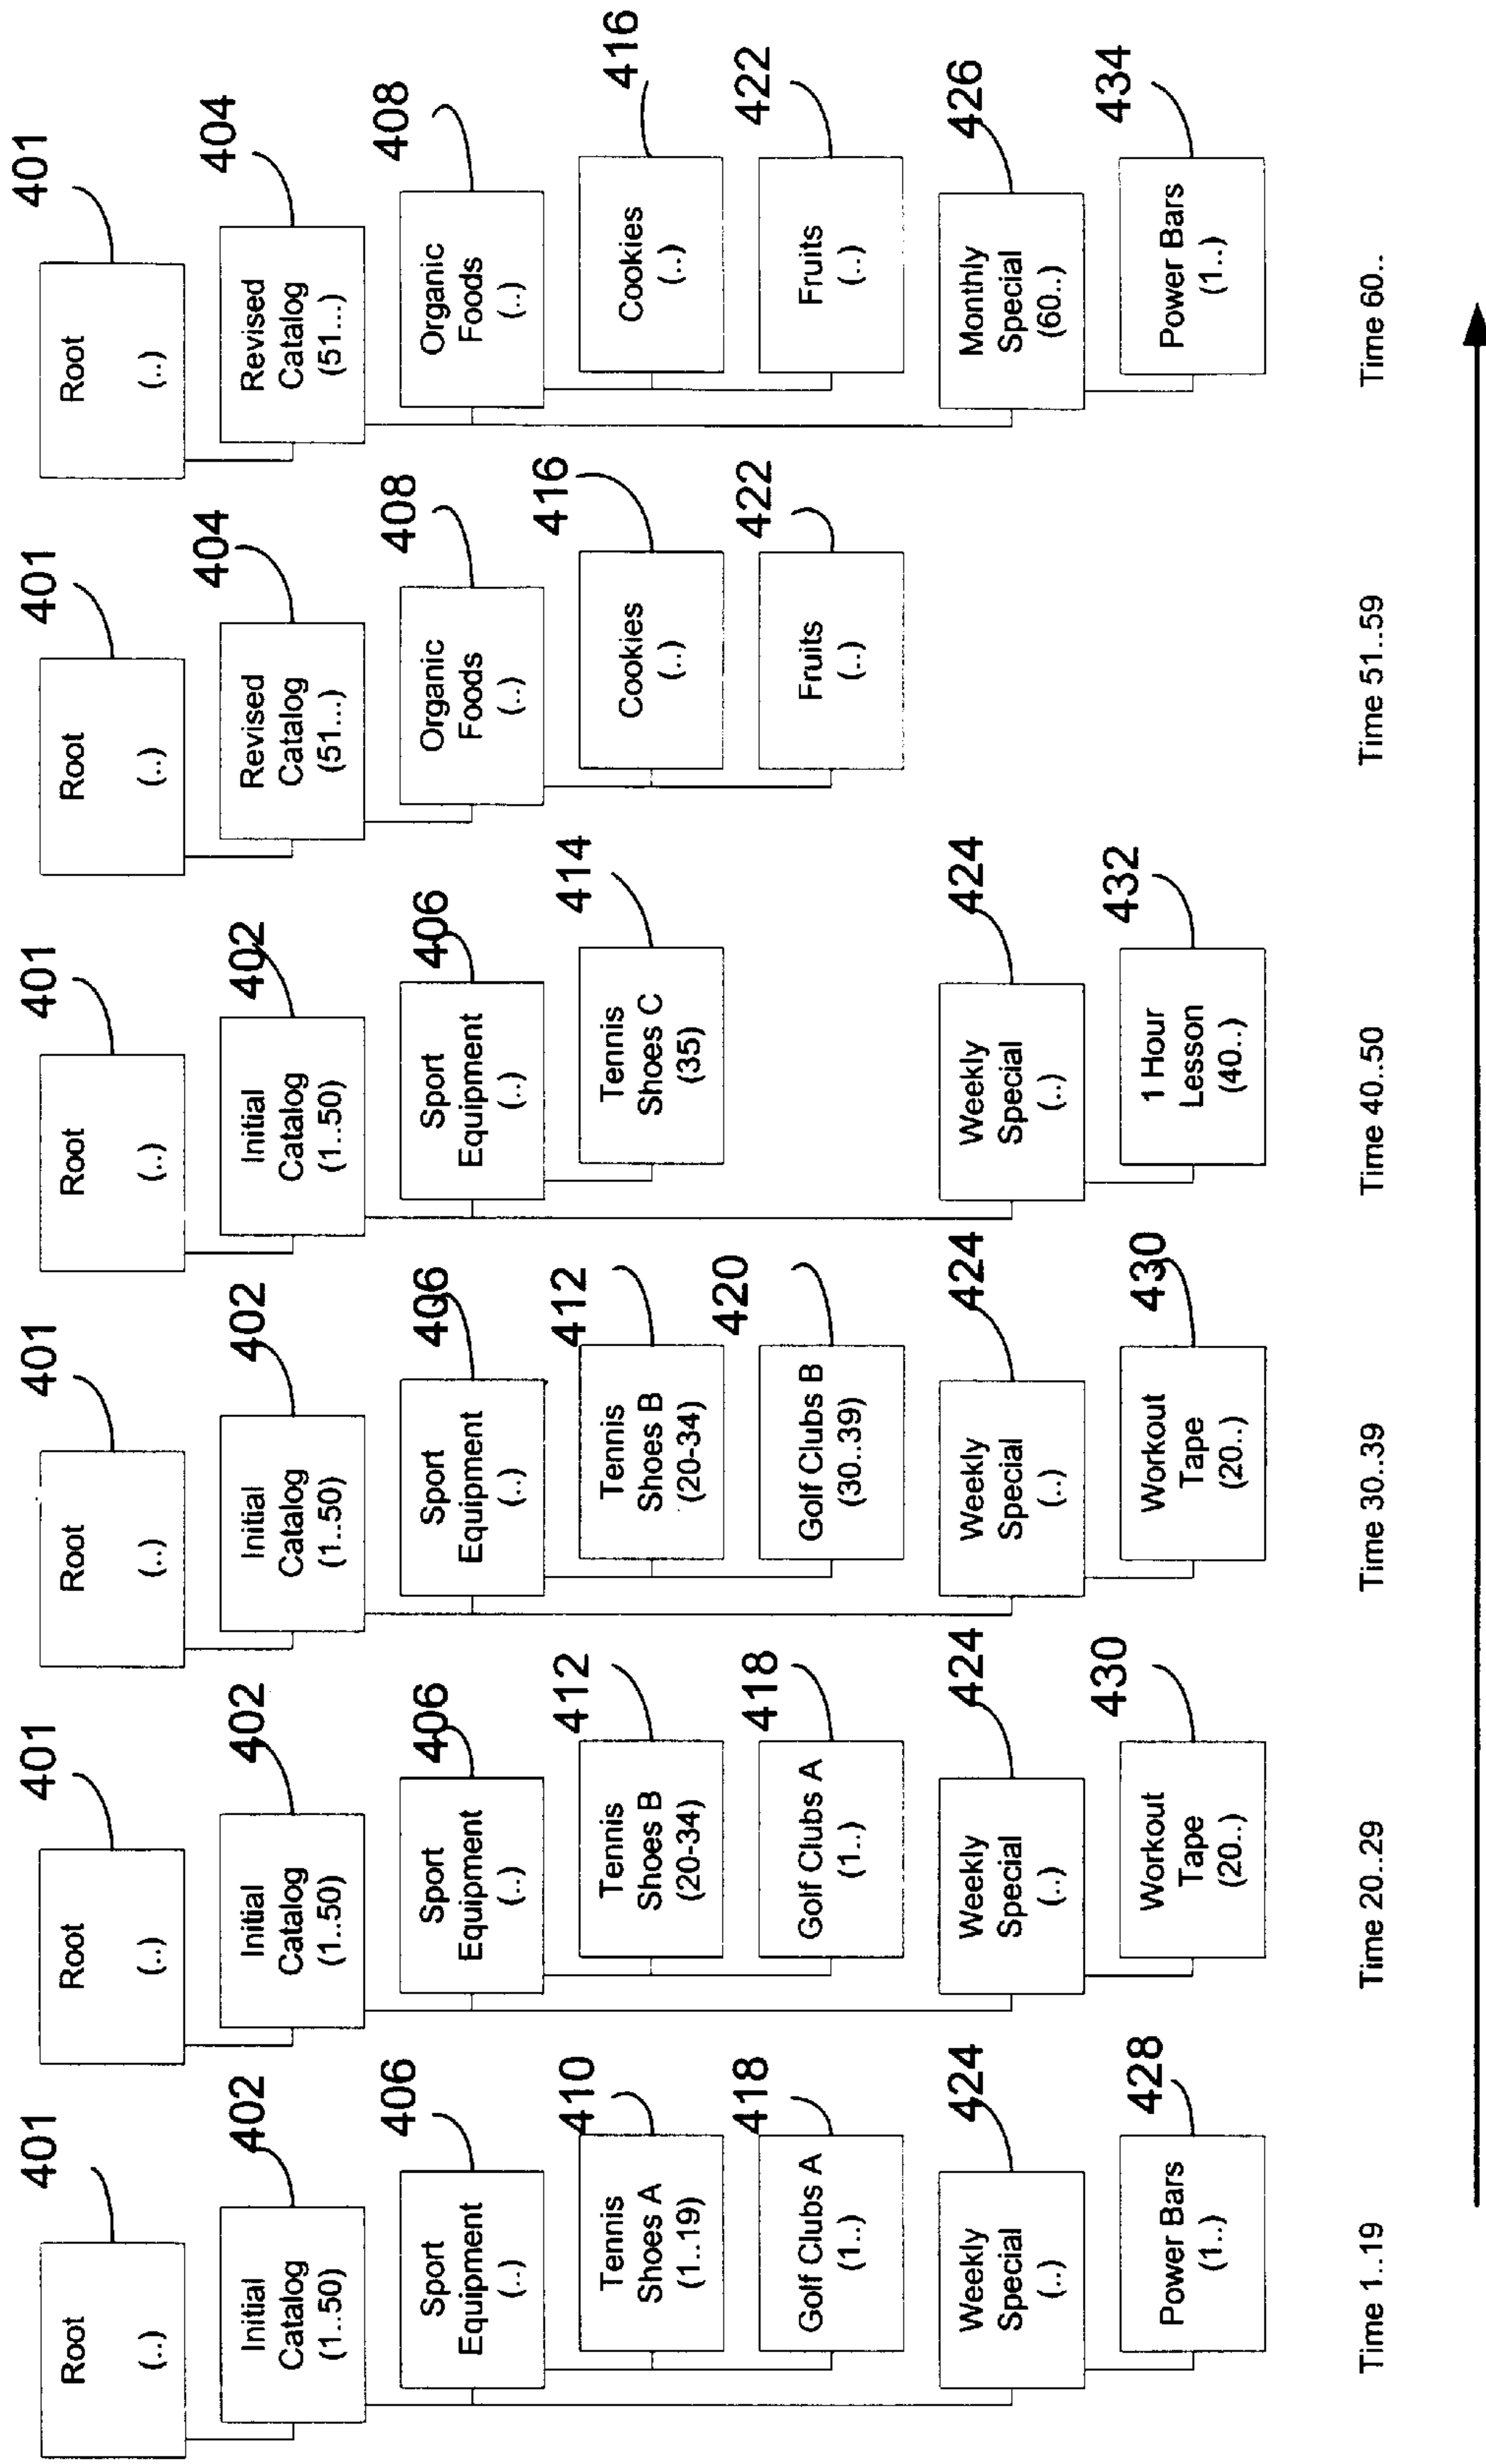 401
Root
(..)
402
Initial
Catalog
(1..50)
406
Sport
Equipment
(..)
410
Tennis
Shoes A
(1..19)
418
Golf Clubs A
(1..)
424
Weekly
Special
(..)
428
Power Bars
(1..)
Time 1..19
401
Root
(..)
402
Initial
Catalog
(1..50)
406
Sport
Equipment
(..)
412
Tennis
Shoes B
(20-34)
418
Golf Clubs A
(1..)
424
Weekly
Special
(..)
430
Workout
Tape
(20..)
Time 20..29
401
Root
(..)
402
Initial
Catalog
(1..50)
406
Sport
Equipment
(..)
412
Tennis
Shoes B
(20-34)
420
Golf Clubs B
(30..39)
424
Weekly
Special
(..)
430
Workout
Tape
(20..)
Time 30..39
401
Root
(..)
402
Initial
Catalog
(1..50)
406
Sport
Equipment
(..)
414
Tennis
Shoes C
(35)
424
Weekly
Special
(..)
432
1 Hour
Lesson
(40..)
Time 40..50
401
Root
(..)
404
Revised
Catalog
(51...)
408
Organic
Foods
(..)
416
Cookies
(..)
422
Fruits
(..)
Time 51..59
401
Root
(..)
404
Revised
Catalog
(51...)
408
Organic
Foods
(..)
416
Cookies
(..)
422
Fruits
(..)
426
Monthly
Special
(60..)
434
Power Bars
(1..)
Time 60..